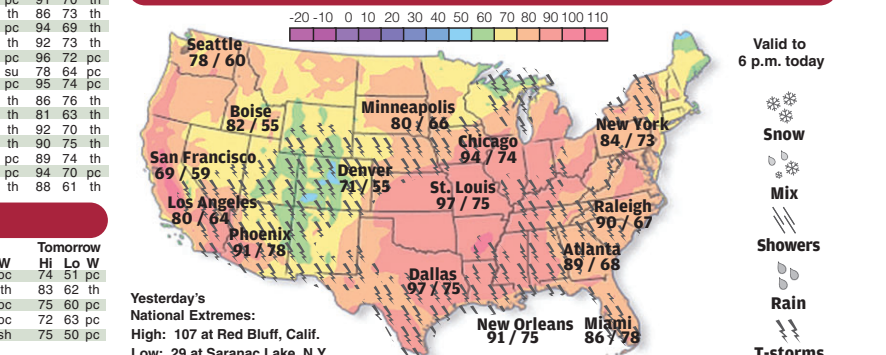 pc 91 70 th
th 86 73 th
pc 94 69 th
th 92 73 th
pc 96 72 pc
su 78 64 pc
pc 95 74 pc
th 86 76 th
th 81 63 th
th 92 70 th
th 90 75 th
pc 89 74 th
pc 94 70 pc
th 88 61 th
Tomorrow
W Hi Lo W
pc 74 51 pc
th 83 62 th
pc 75 60 pc
pc 72 63 pc
sh 75 50 pc
-20 -10 0 10 20 30 40 50 60 70 80 90 100 110
Seattle
78 / 60
Boise
82 / 55
Minneapolis
80 / 66
New York
84 / 73
Chicago
94 / 74
San Francisco
69 / 59
Denver
71 / 55
St. Louis
97 / 75
Los Angeles
80 / 64
Raleigh
90 / 67
Phoenix
91 / 78
Atlanta
89 / 68
Dallas
97 / 75
New Orleans
91 / 75
Miami
86 / 78
Yesterday's
National Extremes:
High: 107 at Red Bluff, Calif.
Low: 29 at Saranac Lake, N.Y.
Valid to
6 p.m. today
Snow
Mix
Showers
Rain
T-storms